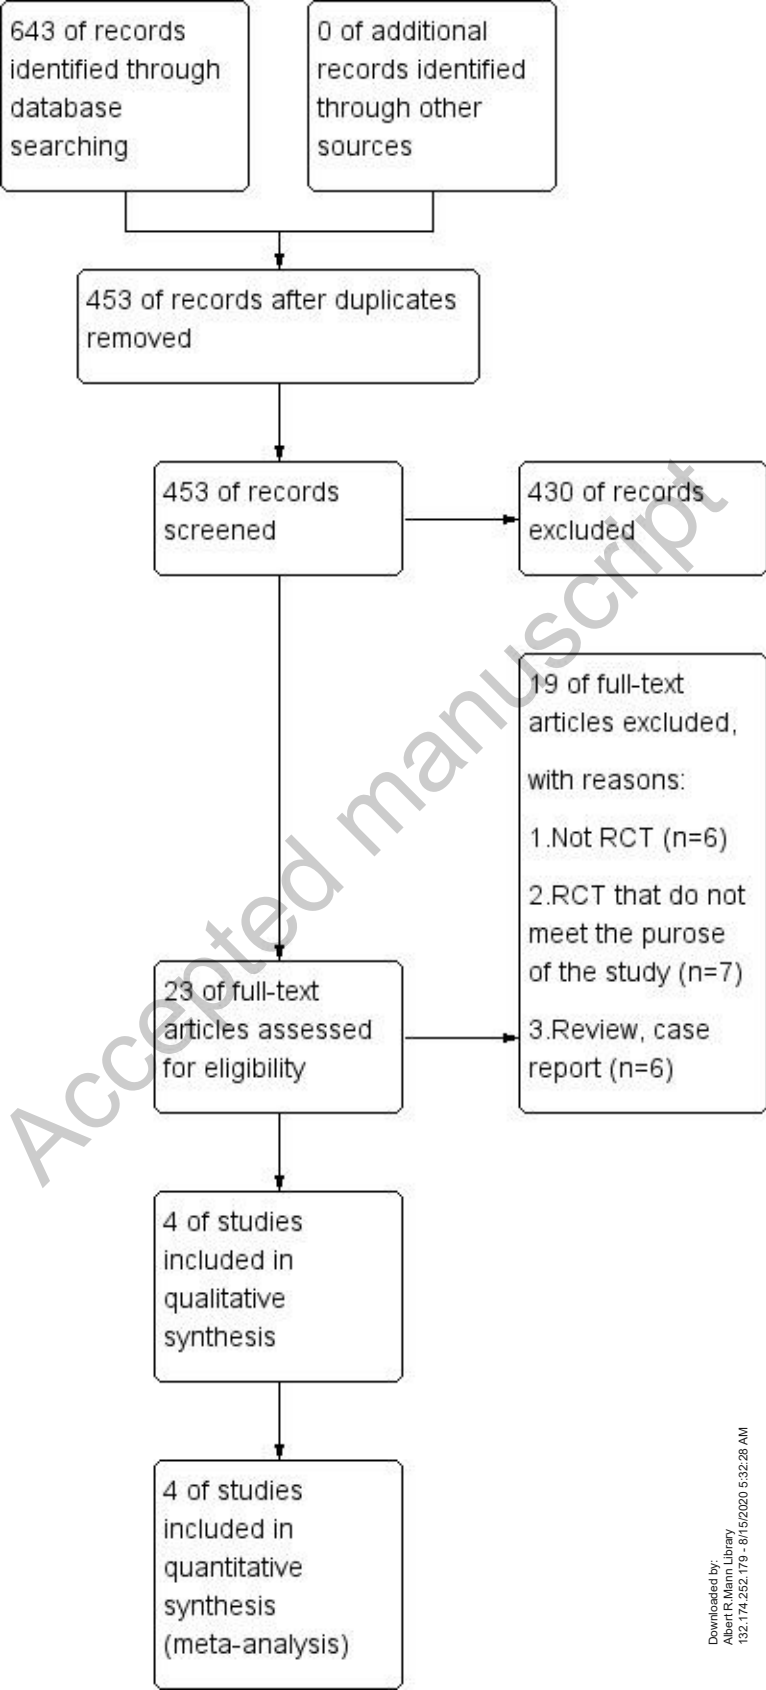 643 of records
identified through
database
searching
0 of additional
records identified
through other
sources
453 of records after duplicates
removed
453 of records
screened
430 of records
excluded
19 of full-text
articles excluded,
with reasons:
1.Not RCT (n=6)
2.RCT that do not
meet the purose
of the study (n=7)
3.Review, case
report (n=6)
23 of full-text
articles assessed
for eligibility
4 of studies
included in
qualitative
synthesis
4 of studies
included in
quantitative
synthesis
(meta-analysis)
Accepted manuscript
Downloaded by:
Albert R.Mann Library
132.174.252.179 - 8/15/2020 5:32:28 AM